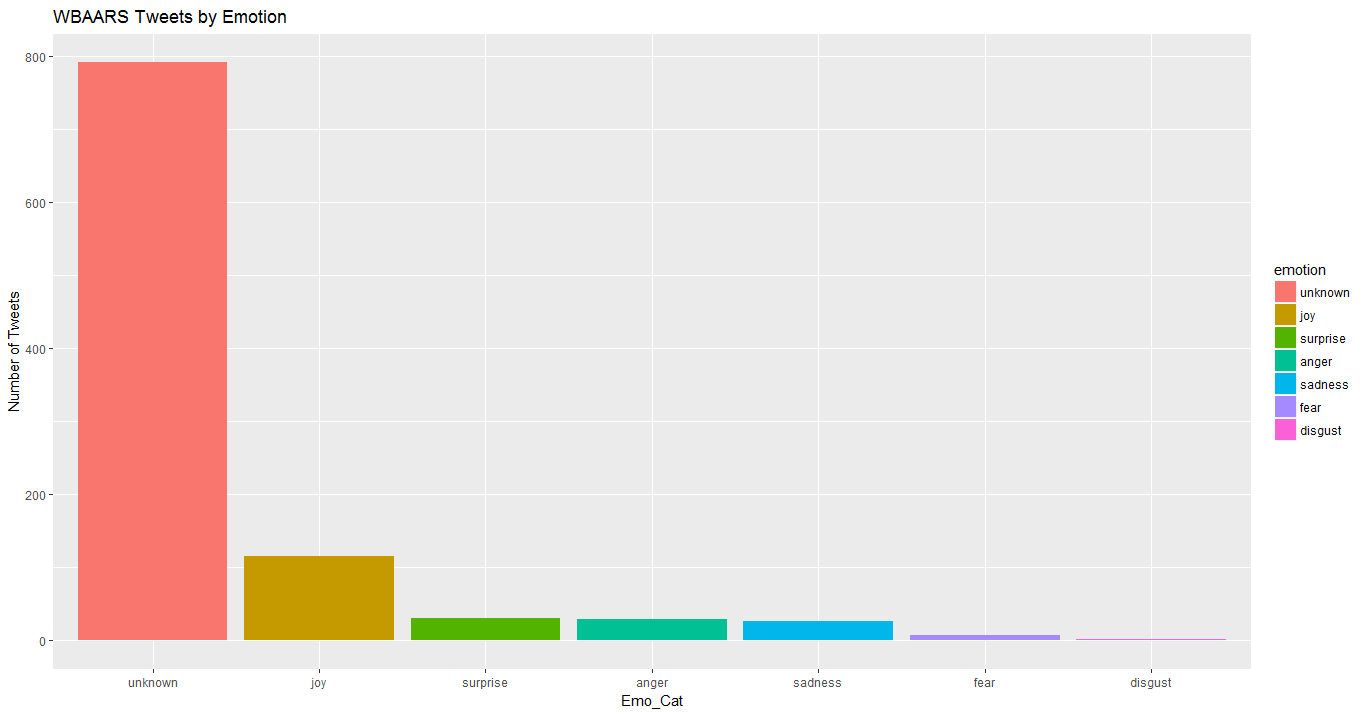 WBAARS Tweets by Emotion
800
600
400
200
0
Number of Tweets
unknown joy surprise anger sadness fear disgust
Emo_Cat
emotion
unknown
joy
surprise
anger
sadness
fear
disgust